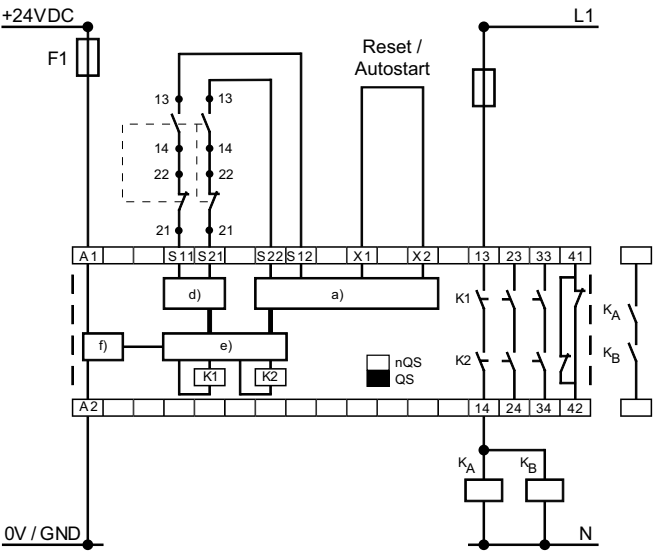 +24VDC
L1
F1
Reset /
Autostart
13 13
14 14
22 22
21 21
A1 S11 S21 S22 S12 X1 X2 13 23 33 41
d) a)
K1
f) e)
K2
K1 K2
nQS
QS
KA
KB
A2 14 24 34 42
KA KB
0V / GND
N